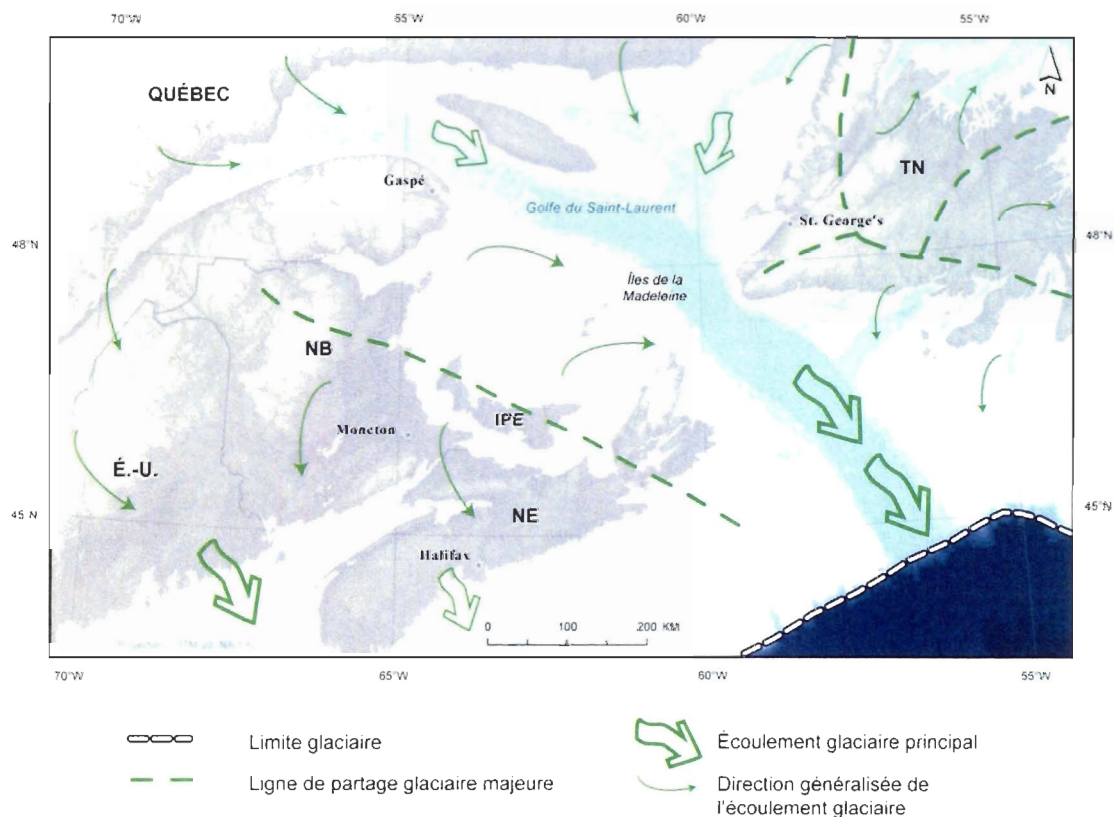 70°W 65°W 60°W 55°W
QUÉBEC
N
TN
Gaspé
Golfe du Saint-Laurent
St. George's
48°N 48°N
Îles de la
Madeleine
NB
IPE
Moncton
É.-U.
45 N 45°N
NE
Halifax
0 100 200 KM
70°W 65°W 60°W 55°W
Limite glaciaire
Ligne de partage glaciaire majeure
Écoulement glaciaire principal
Direction généralisée de
l'écoulement glaciaire